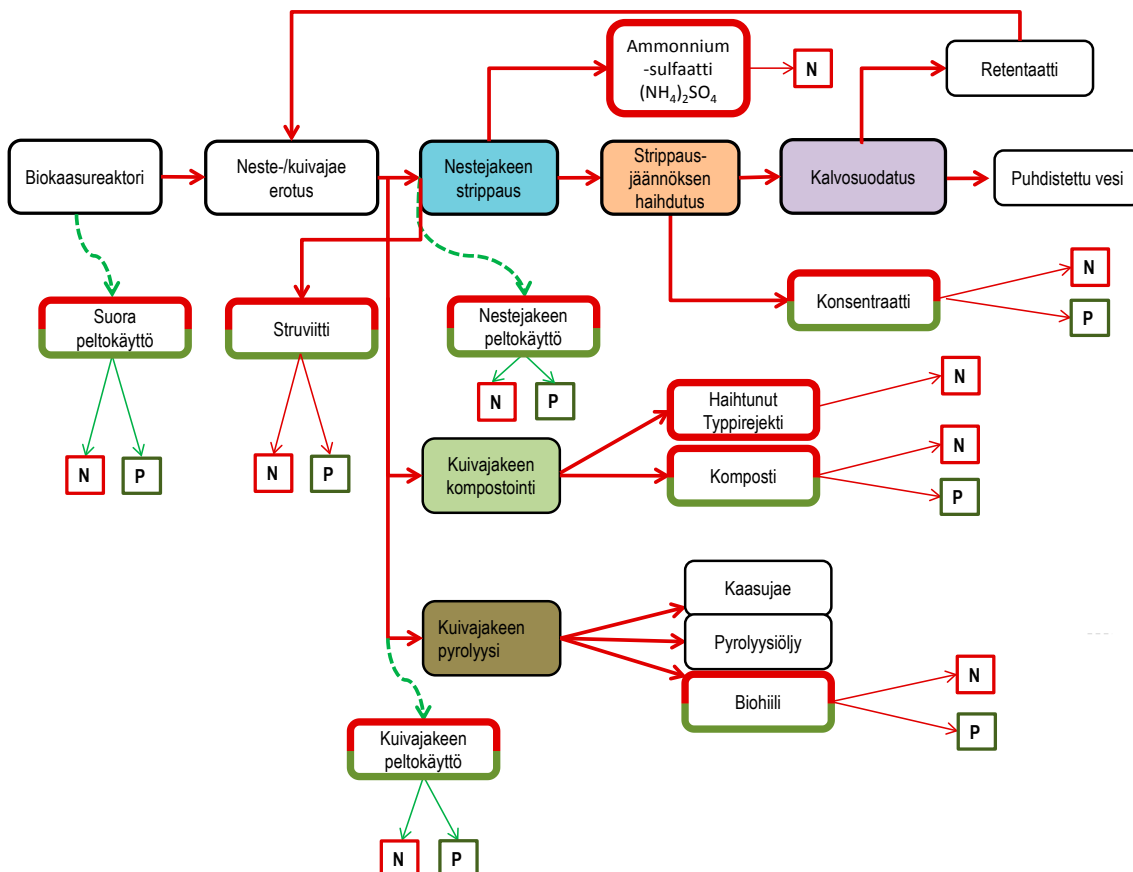 Ammonnium
-sulfaatti
(NH₄)₂SO₄
N
Retentaatti
Biokaasureaktori
Neste-/kuivajae
erotus
Nestejakeen
strippaus
Strippaus-
jäännöksen
haihdutus
Kalvosuodatus
Puhdistettu vesi
Suora
peltokäyttö
Struviitti
Nestejakeen
peltokäyttö
Konsentraatti
N
P
N
P
N
P
N
P
Kuivajakeen
kompostointi
Haihtunut
Typpirejekti
N
Komposti
N
P
Kuivajakeen
pyrolyysi
Kaasujae
Pyrolyysiöljy
Biohiili
N
P
Kuivajakeen
peltokäyttö
N
P